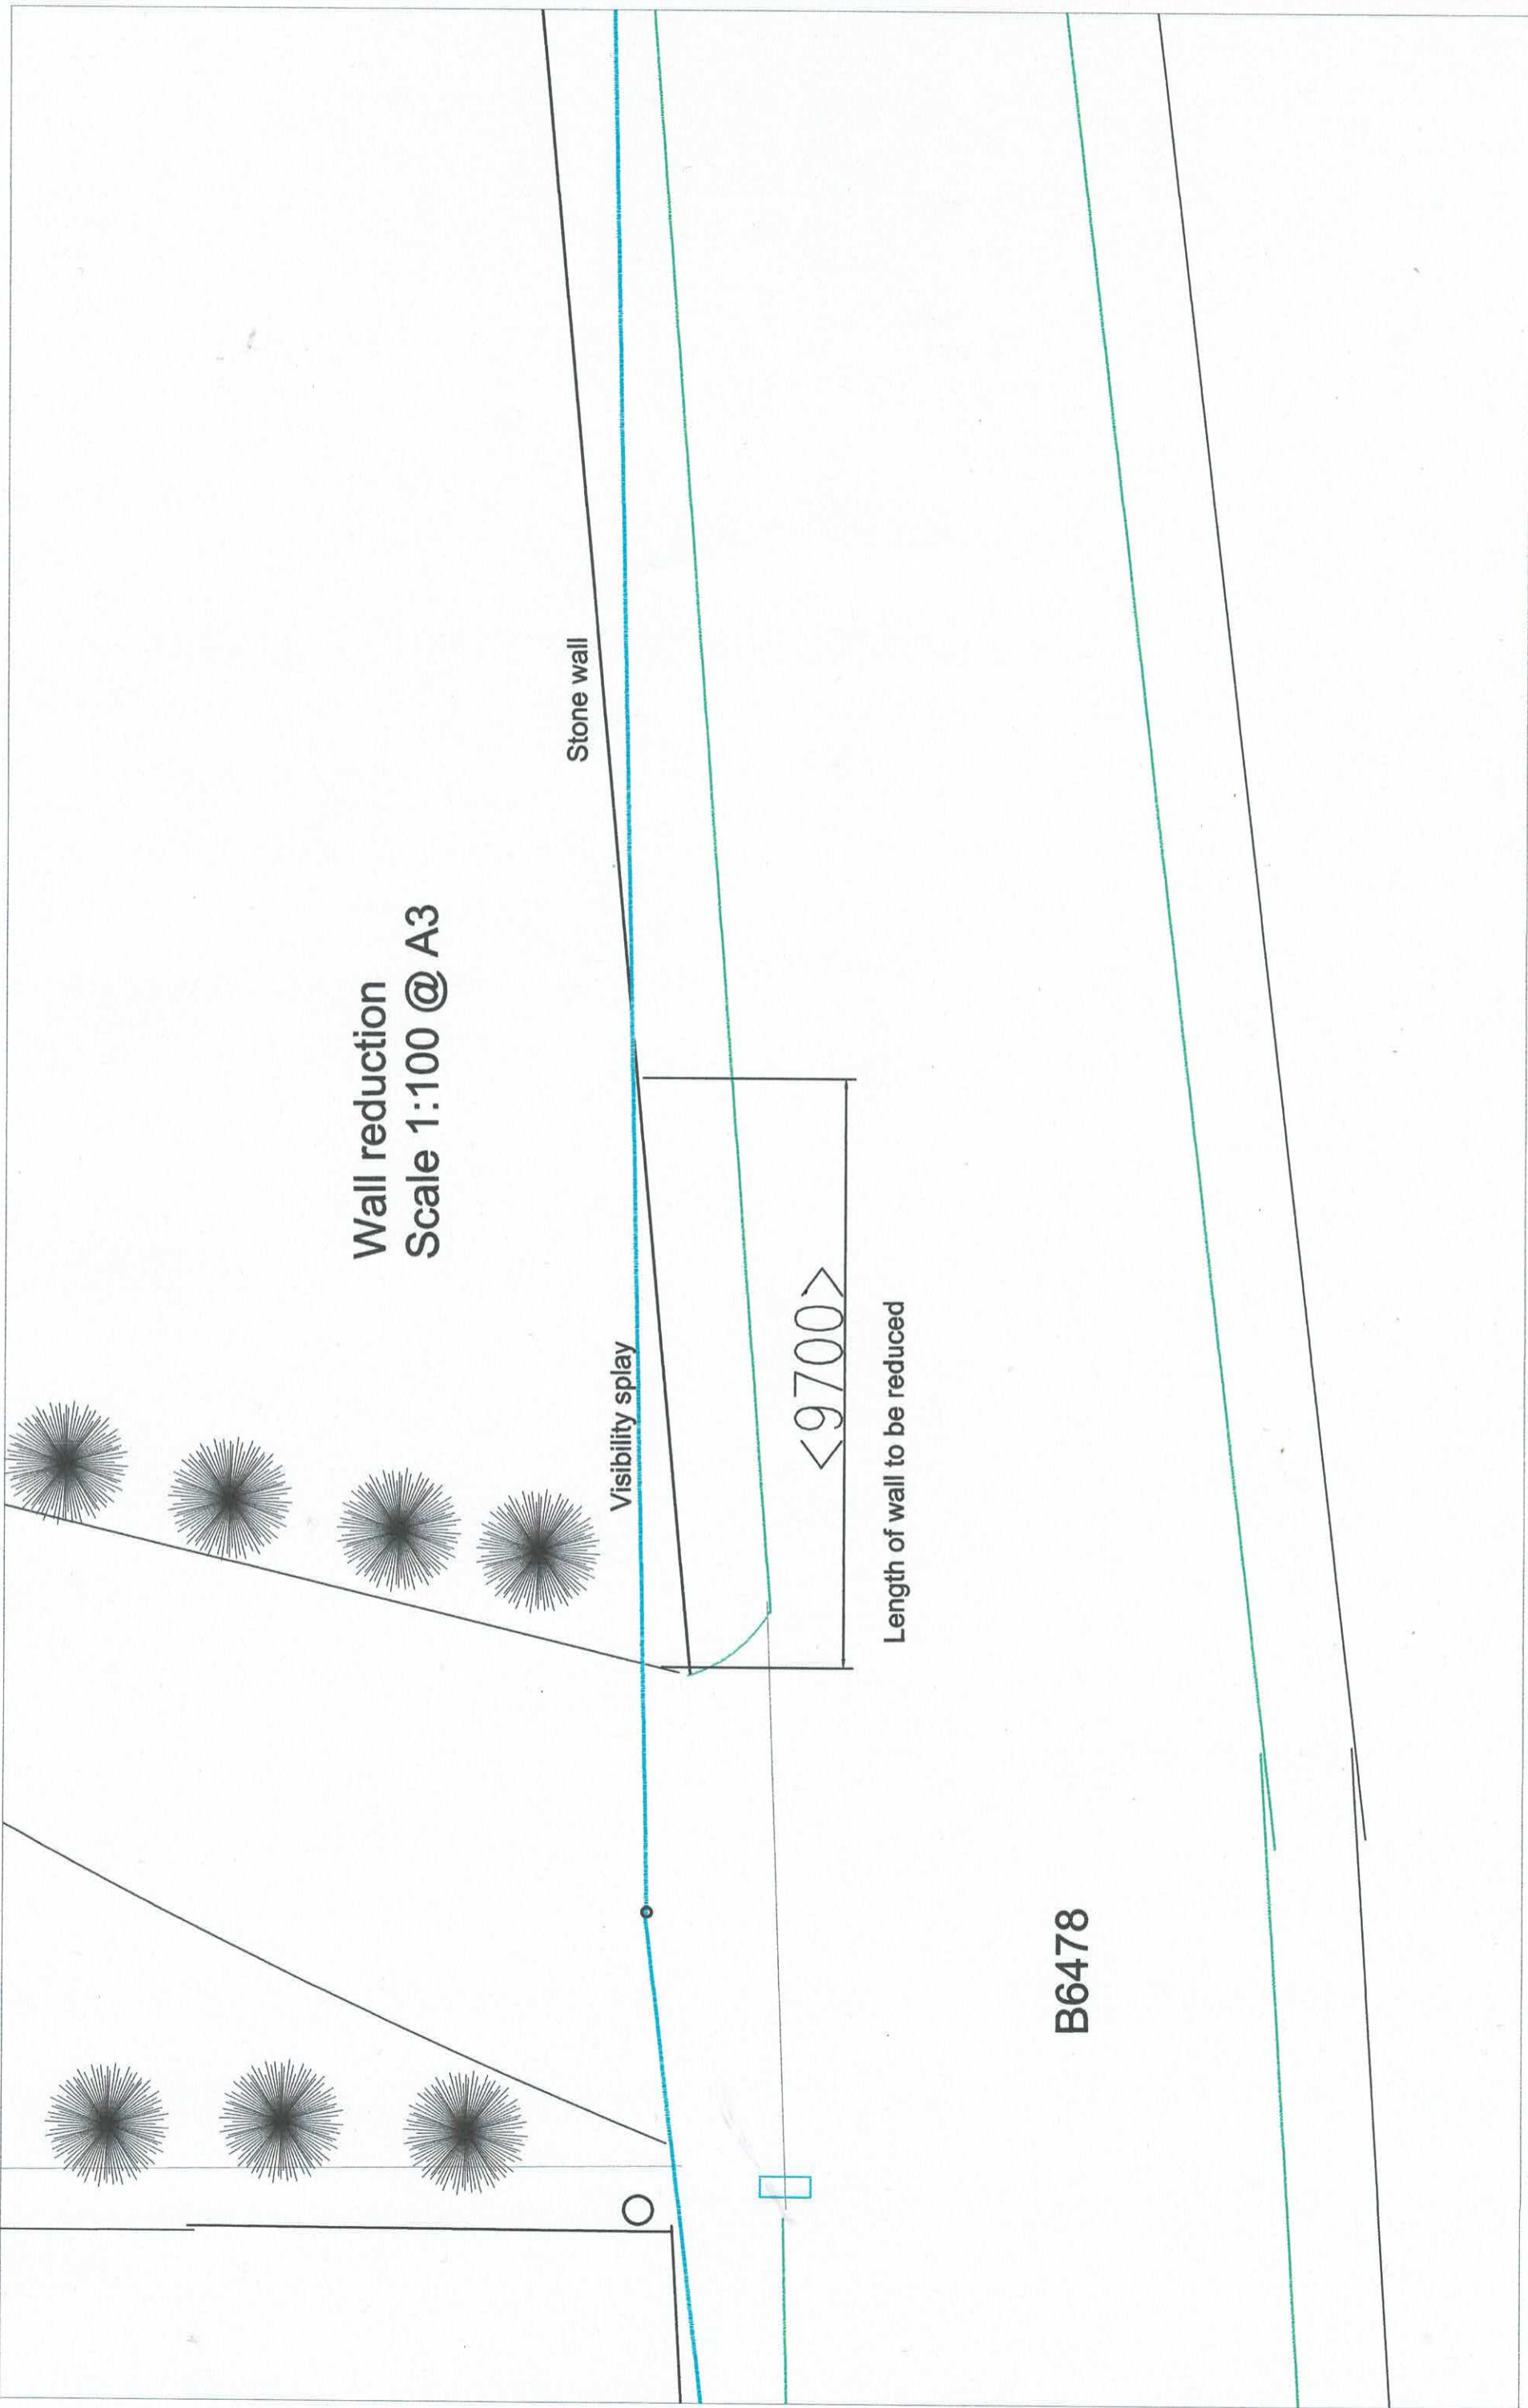 Wall reduction
Scale 1:100 @ A3
Stone wall
Visibility splay
<9700>
Length of wall to be reduced
B6478